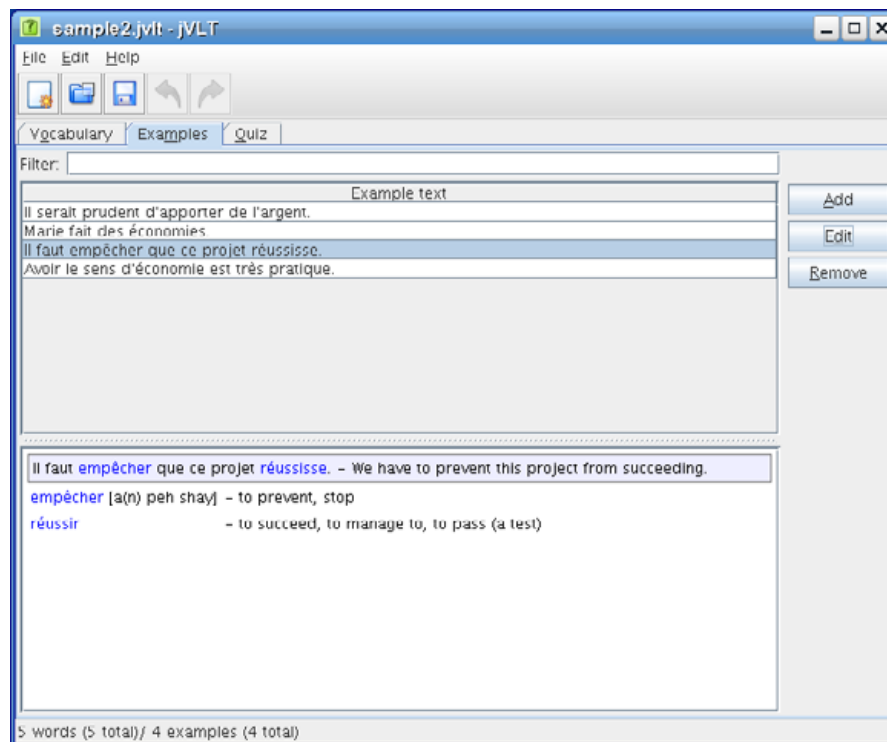 sample2.jvlt - jVLT
File Edit Help
Vocabulary Examples Quiz
Filter:
Example text
Il serait prudent d'apporter de l'argent.
Marie fait des économies
Il faut empêcher que ce projet réussisse.
Avoir le sens d'économie est très pratique.
Add
Edit
Remove
Il faut empêcher que ce projet réussisse. – We have to prevent this project from succeeding.
empêcher [a(n) peh shay] – to prevent, stop
réussir – to succeed, to manage to, to pass (a test)
5 words (5 total)/ 4 examples (4 total)